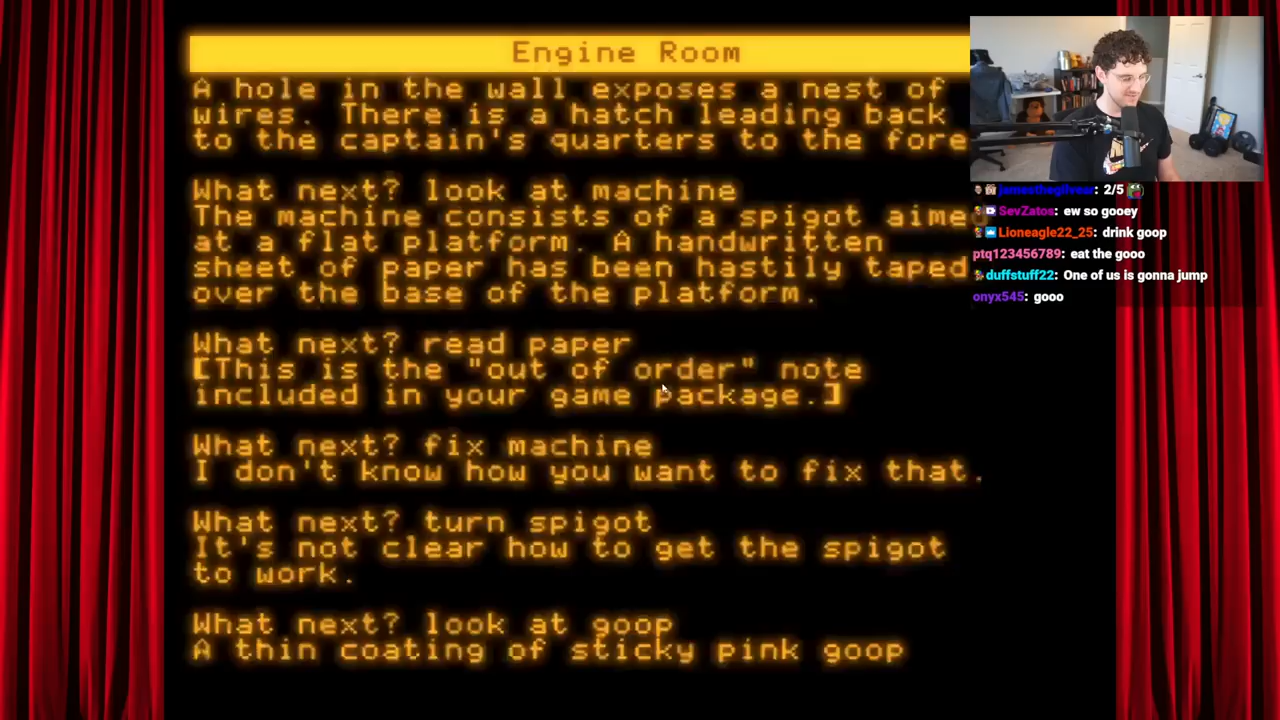 Engine Room
A hole in the wall exposes a nest of
wires. There is a hatch leading back
to the captain's quarters to the fore
What next? look at machine
The machine consists of a spigot aime
at a flat platform. A handwritten
sheet of paper has been hastily taped
over the base of the platform.
What next? read paper
[This is the "out of order" note
included in your game package.]
What next? fix machine
I don't know how you want to fix that.
What next? turn spigot
It's not clear how to get the spigot
to work.
What next? look at goop
A thin coating of sticky pink goop
jamesthegilvour: 2/5
SevZatos: ew so gooey
Lioneagle22_25: drink goop
ptq123456789: eat the gooo
duffstuff22: One of us is gonna jump
onyx545: gooo